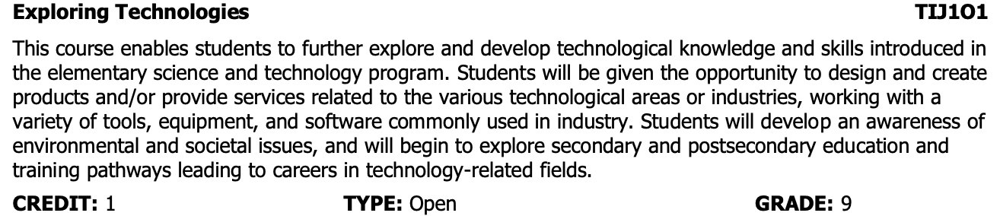 Exploring Technologies TIJ1O1
This course enables students to further explore and develop technological knowledge and skills introduced in
the elementary science and technology program. Students will be given the opportunity to design and create
products and/or provide services related to the various technological areas or industries, working with a
variety of tools, equipment, and software commonly used in industry. Students will develop an awareness of
environmental and societal issues, and will begin to explore secondary and postsecondary education and
training pathways leading to careers in technology-related fields.
CREDIT: 1 TYPE: Open GRADE: 9